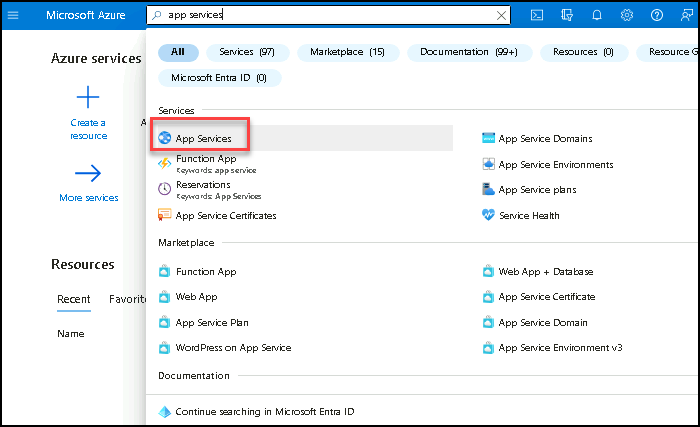 Microsoft Azure
app services
All
Services (97)
Marketplace (15)
Documentation (99+)
Resources (0)
Resource G
Microsoft Entra ID (0)
Azure services
Create a
resource
A
More services
Services
App Services
App Service Domains
Function App
Keywords: app service
App Service Environments
Reservations
Keywords: App Services
App Service plans
App Service Certificates
Service Health
Marketplace
Function App
Web App + Database
Web App
App Service Certificate
App Service Plan
App Service Domain
WordPress on App Service
App Service Environment v3
Documentation
Continue searching in Microsoft Entra ID
Resources
Recent
Favorite
Name